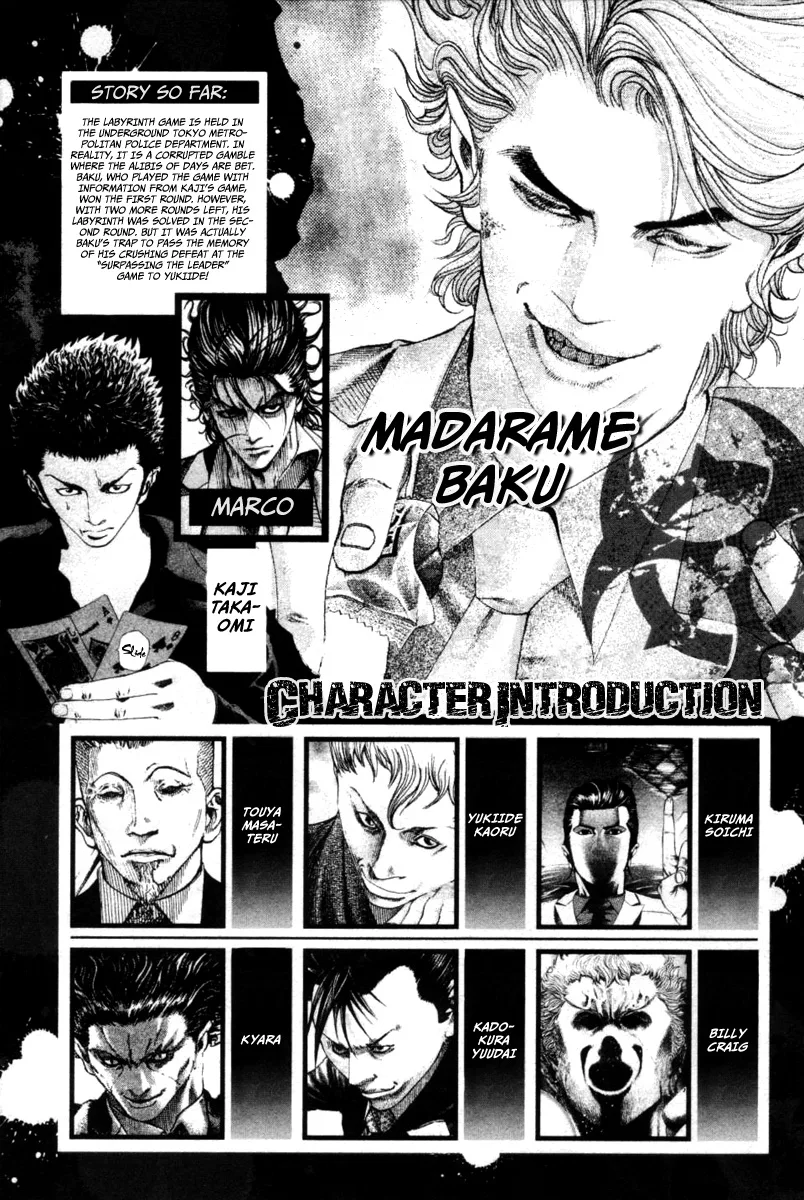 STORY SO FAR:
THE LABYRINTH GAME IS HELD IN
THE UNDERGROUND TOKYO METRO-
POLITAN POLICE DEPARTMENT. IN
REALITY, IT IS A CORRUPTED GAMBLE
WHERE THE ALIBIS OF DAYS ARE BET.
BAKU, WHO PLAYED THE GAME WITH
INFORMATION FROM KAJI'S GAME,
WON THE FIRST ROUND. HOWEVER,
WITH TWO MORE ROUNDS LEFT, HIS
LABYRINTH WAS SOLVED IN THE SEC-
OND ROUND. BUT IT WAS ACTUALLY
BAKU'S TRAP TO PASS THE MEMORY
OF HIS CRUSHING DEFEAT AT THE
"SURPASSING THE LEADER"
GAME TO YUKIIDE!
MARCO
MADARAME
BAKU
KAJI
TAKA-
OMI
CHARACTER INTRODUCTION
TOUYA
MASA-
TERU
YUKIIDE
KAORU
KIRUMA
SOICHI
KYARA
KADO-
KURA
YUUDAI
BILLY
CRAIG